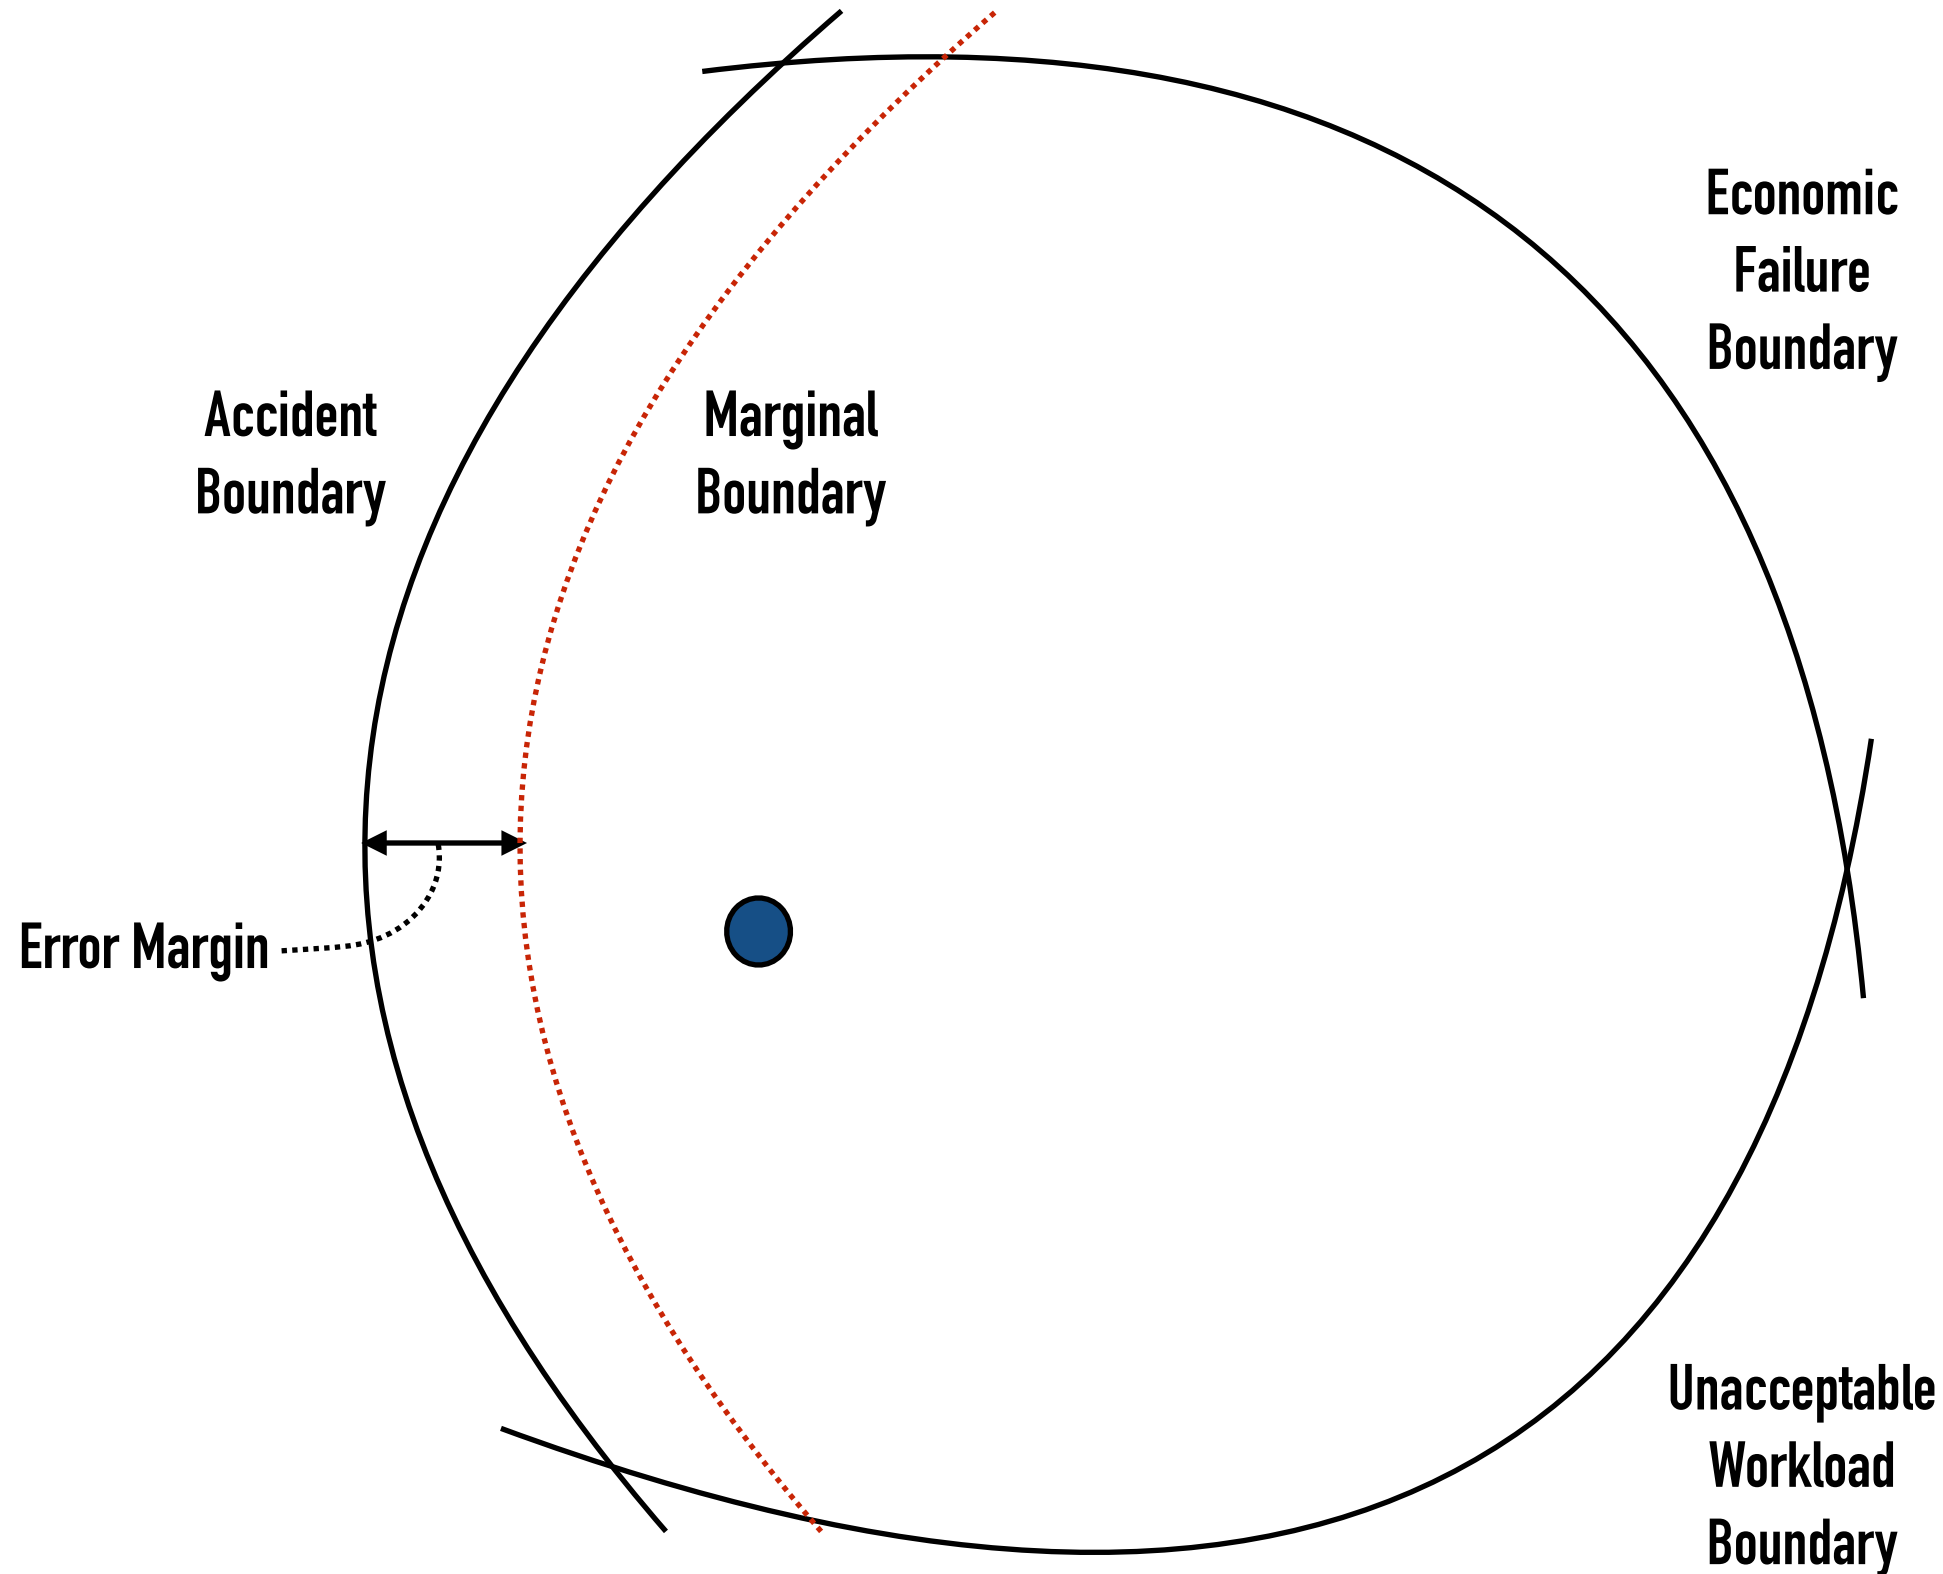 Economic
Failure
Boundary
Accident
Boundary
Marginal
Boundary
Error Margin
Unacceptable
Workload
Boundary